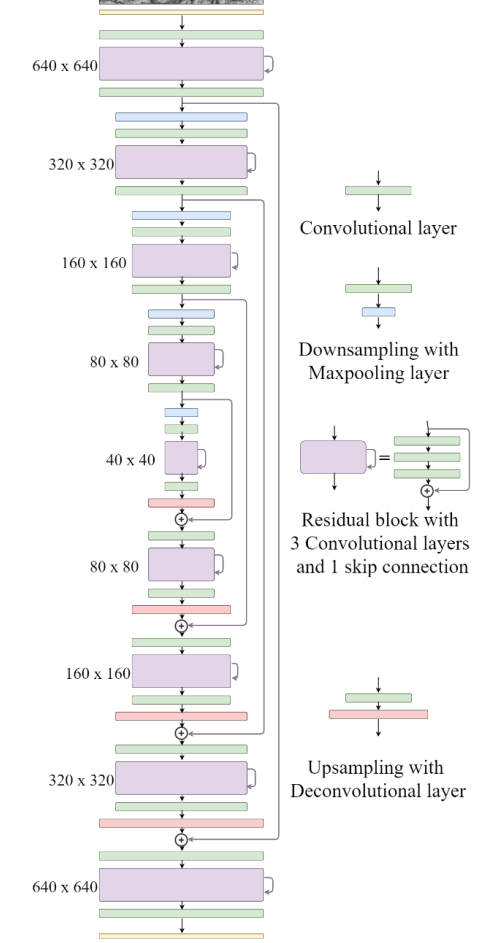 640 x 640
320 x 320
160 x 160
80 x 80
40 x 40
80 x 80
160 x 160
320 x 320
640 x 640
Convolutional layer
Downsampling with
Maxpooling layer
=
Residual block with
3 Convolutional layers
and 1 skip connection
Upsampling with
Deconvolutional layer